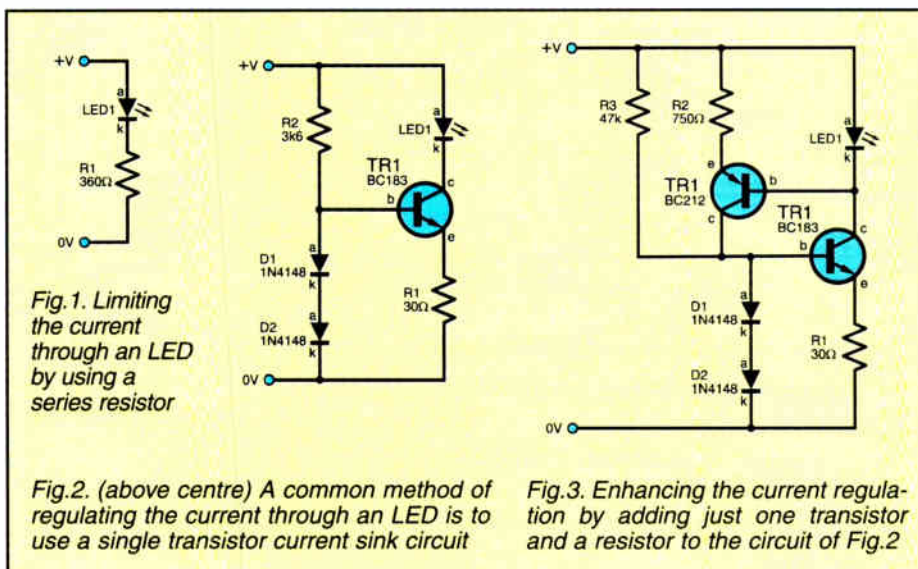 +V
a
LED1
k
R1
360Ω
0V
Fig.1. Limiting
the current
through an LED
by using a
series resistor
+V
R2
3k6
a
LED1
k
TR1
BC183
b
c
e
a
D1
1N4148
k
a
D2
1N4148
k
R1
30Ω
0V
+V
R3
47k
R2
750Ω
a
LED1
k
e
TR1
BC212
b
c
TR1
BC183
b
c
e
a
D1
1N4148
k
a
D2
1N4148
k
R1
30Ω
0V
Fig.2. (above centre) A common method of
regulating the current through an LED is to
use a single transistor current sink circuit
Fig.3. Enhancing the current regula-
tion by adding just one transistor
and a resistor to the circuit of Fig.2